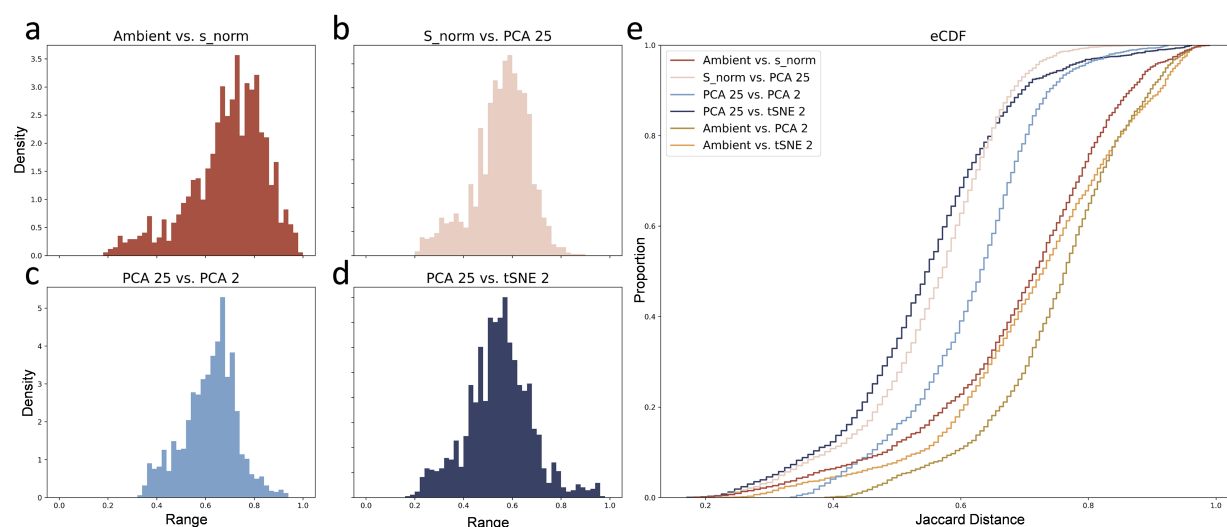 a
Ambient vs. s_norm
Density
3.5
3.0
2.5
2.0
1.5
1.0
0.5
0.0
b
S_norm vs. PCA 25
c
PCA 25 vs. PCA 2
Density
5
4
3
2
1
0
0.0 0.2 0.4 0.6 0.8 1.0
Range
d
PCA 25 vs. tSNE 2
0.0 0.2 0.4 0.6 0.8 1.0
Range
e
eCDF
Proportion
1.0
0.8
0.6
0.4
0.2
0.0
Ambient vs. s_norm
S_norm vs. PCA 25
PCA 25 vs. PCA 2
PCA 25 vs. tSNE 2
Ambient vs. PCA 2
Ambient vs. tSNE 2
0.2 0.4 0.6 0.8 1.0
Jaccard Distance